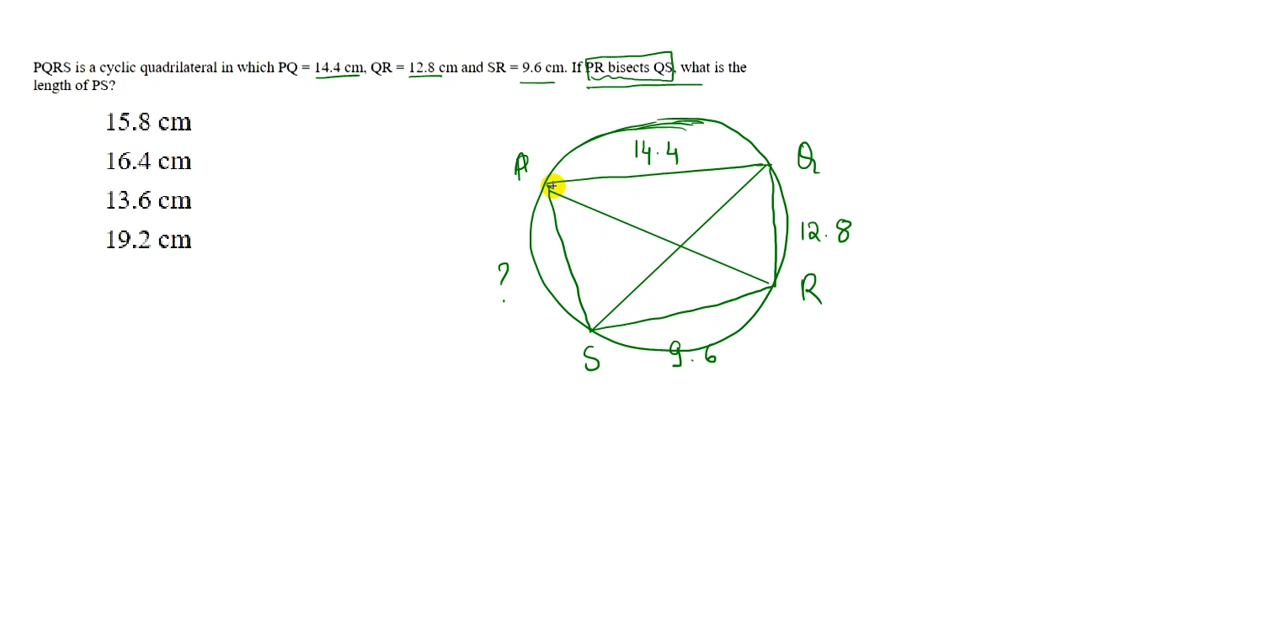 PQRS is a cyclic quadrilateral in which PQ = 14.4 cm, QR = 12.8 cm and SR = 9.6 cm. If PR bisects QS, what is the
length of PS?
15.8 cm
16.4 cm
13.6 cm
19.2 cm
14.4
P
Q
12.8
?
R
S
9.6